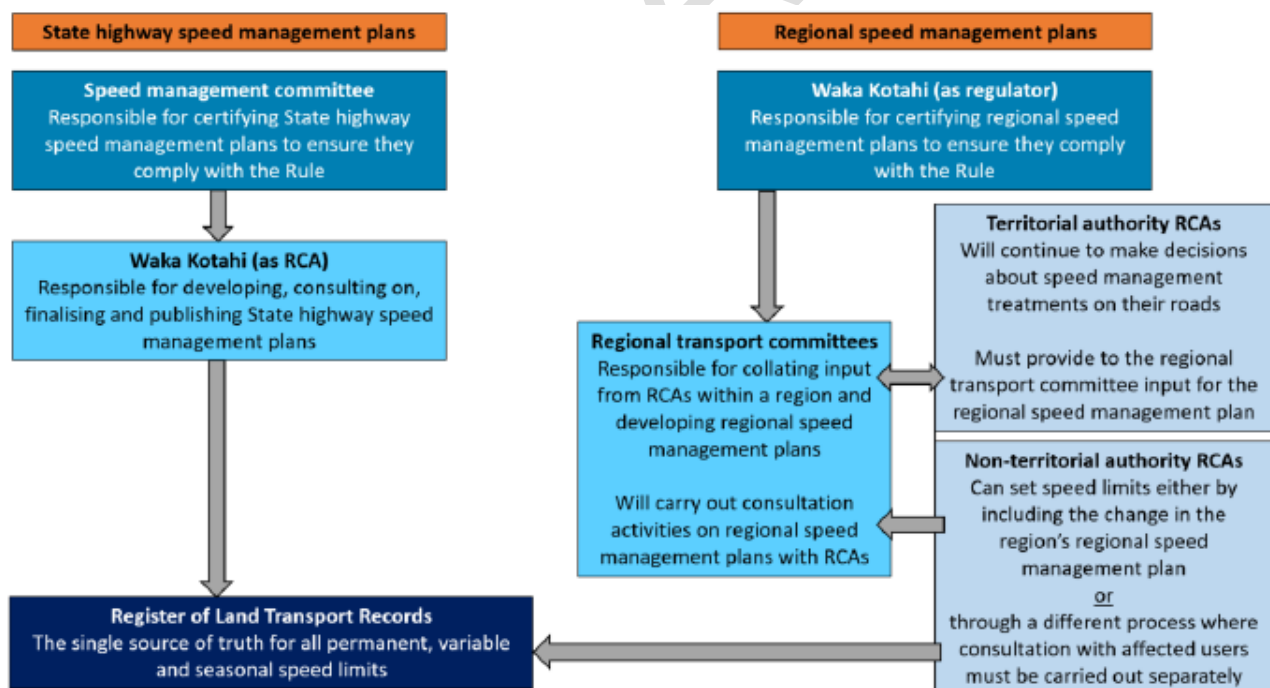 State highway speed management plans
Speed management committee
Responsible for certifying State highway
speed management plans to ensure they
comply with the Rule
Waka Kotahi (as RCA)
Responsible for developing, consulting on,
finalising and publishing State highway speed
management plans
Register of Land Transport Records
The single source of truth for all permanent, variable
and seasonal speed limits
Regional speed management plans
Waka Kotahi (as regulator)
Responsible for certifying regional speed
management plans to ensure they comply
with the Rule
Regional transport committees
Responsible for collating input
from RCAs within a region and
developing regional speed
management plans
Will carry out consultation
activities on regional speed
management plans with RCAs
Territorial authority RCAs
Will continue to make decisions
about speed management
treatments on their roads
Must provide to the regional
transport committee input for the
regional speed management plan
Non-territorial authority RCAs
Can set speed limits either by
including the change in the
region's regional speed
management plan
or
through a different process where
consultation with affected users
must be carried out separately